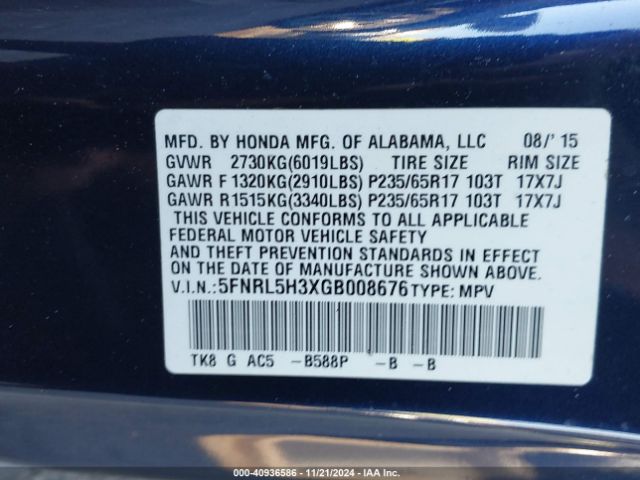 MFD. BY HONDA MFG. OF ALABAMA, LLC 08/' 15
GVWR 2730KG(6019LBS) TIRE SIZE RIM SIZE
GAWR F 1320KG(2910LBS) P235/65R17 103T 17X7J
GAWR R1515KG(3340LBS) P235/65R17 103T 17X7J
THIS VEHICLE CONFORMS TO ALL APPLICABLE
FEDERAL MOTOR VEHICLE SAFETY
AND THEFT PREVENTION STANDARDS IN EFFECT
ON THE DATE OF MANUFACTURE SHOWN ABOVE.
V.I.N.:5FNRL5H3XGB008676 TYPE: MPV
TK8 G AC5 -B588P -B -B
00-40936586 - 11/21/2024 - IAA Inc.